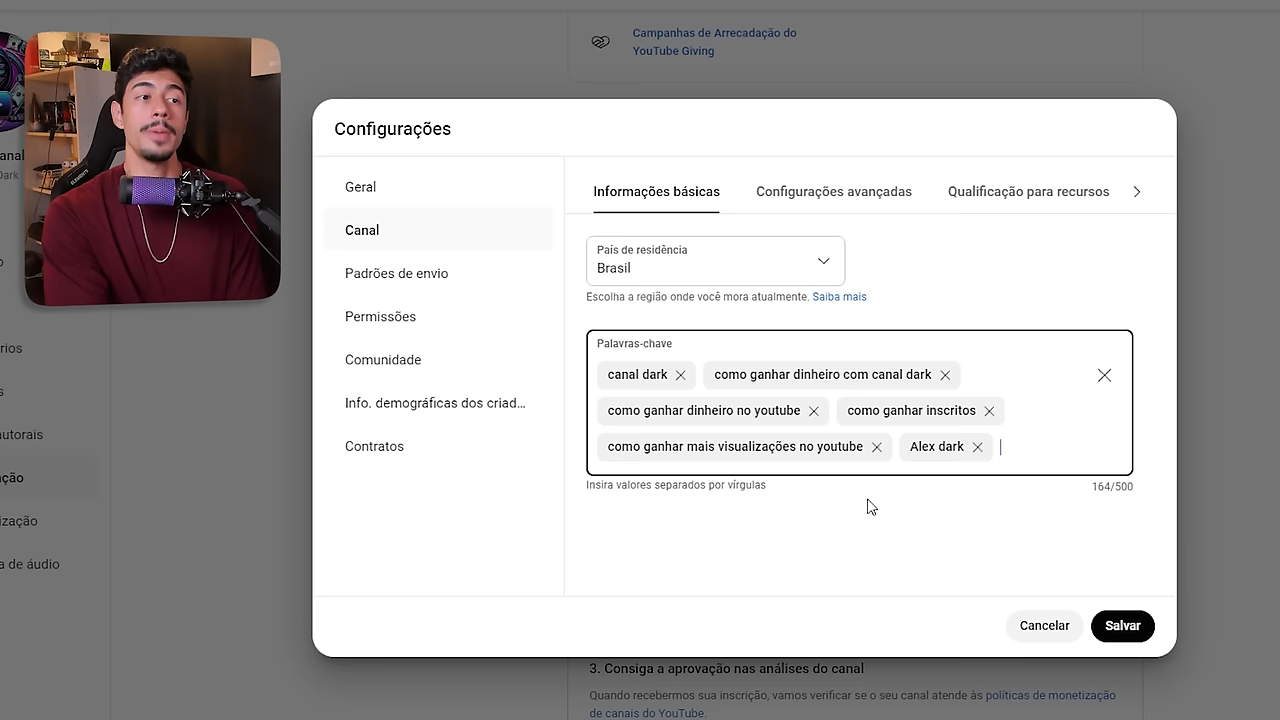 Campanhas de Arrecadação do
YouTube Giving
Configurações
Geral
Canal
Padrões de envio
Permissões
Comunidade
Info. demográficas dos criad...
Contratos
Informações básicas
Configurações avançadas
Qualificação para recursos
País de residência
Brasil
Escolha a região onde você mora atualmente. Saiba mais
Palavras-chave
canal dark
como ganhar dinheiro com canal dark
como ganhar dinheiro no youtube
como ganhar inscritos
como ganhar mais visualizações no youtube
Alex dark
Insira valores separados por vírgulas
164/500
Cancelar
Salvar
anal
Dark
o
rios
s
utorais
ção
ização
a de áudio
3. Consiga a aprovação nas análises do canal
Quando recebermos sua inscrição, vamos verificar se o seu canal atende às políticas de monetização
de canais do YouTube.